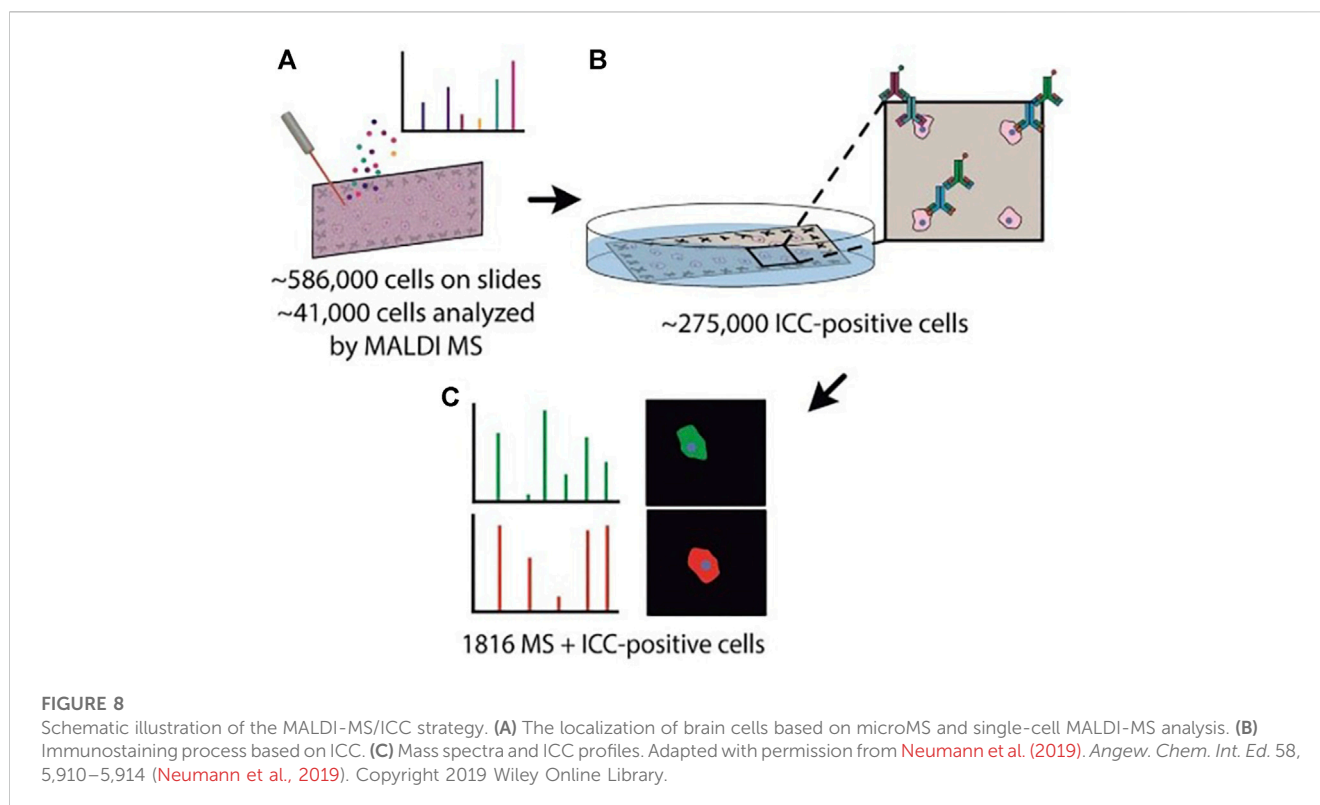 A
B
~586,000 cells on slides
~41,000 cells analyzed
by MALDI MS
~275,000 ICC-positive cells
C
1816 MS + ICC-positive cells
FIGURE 8
Schematic illustration of the MALDI-MS/ICC strategy. (A) The localization of brain cells based on microMS and single-cell MALDI-MS analysis. (B)
Immunostaining process based on ICC. (C) Mass spectra and ICC profiles. Adapted with permission from Neumann et al. (2019). Angew. Chem. Int. Ed. 58,
5,910–5,914 (Neumann et al., 2019). Copyright 2019 Wiley Online Library.